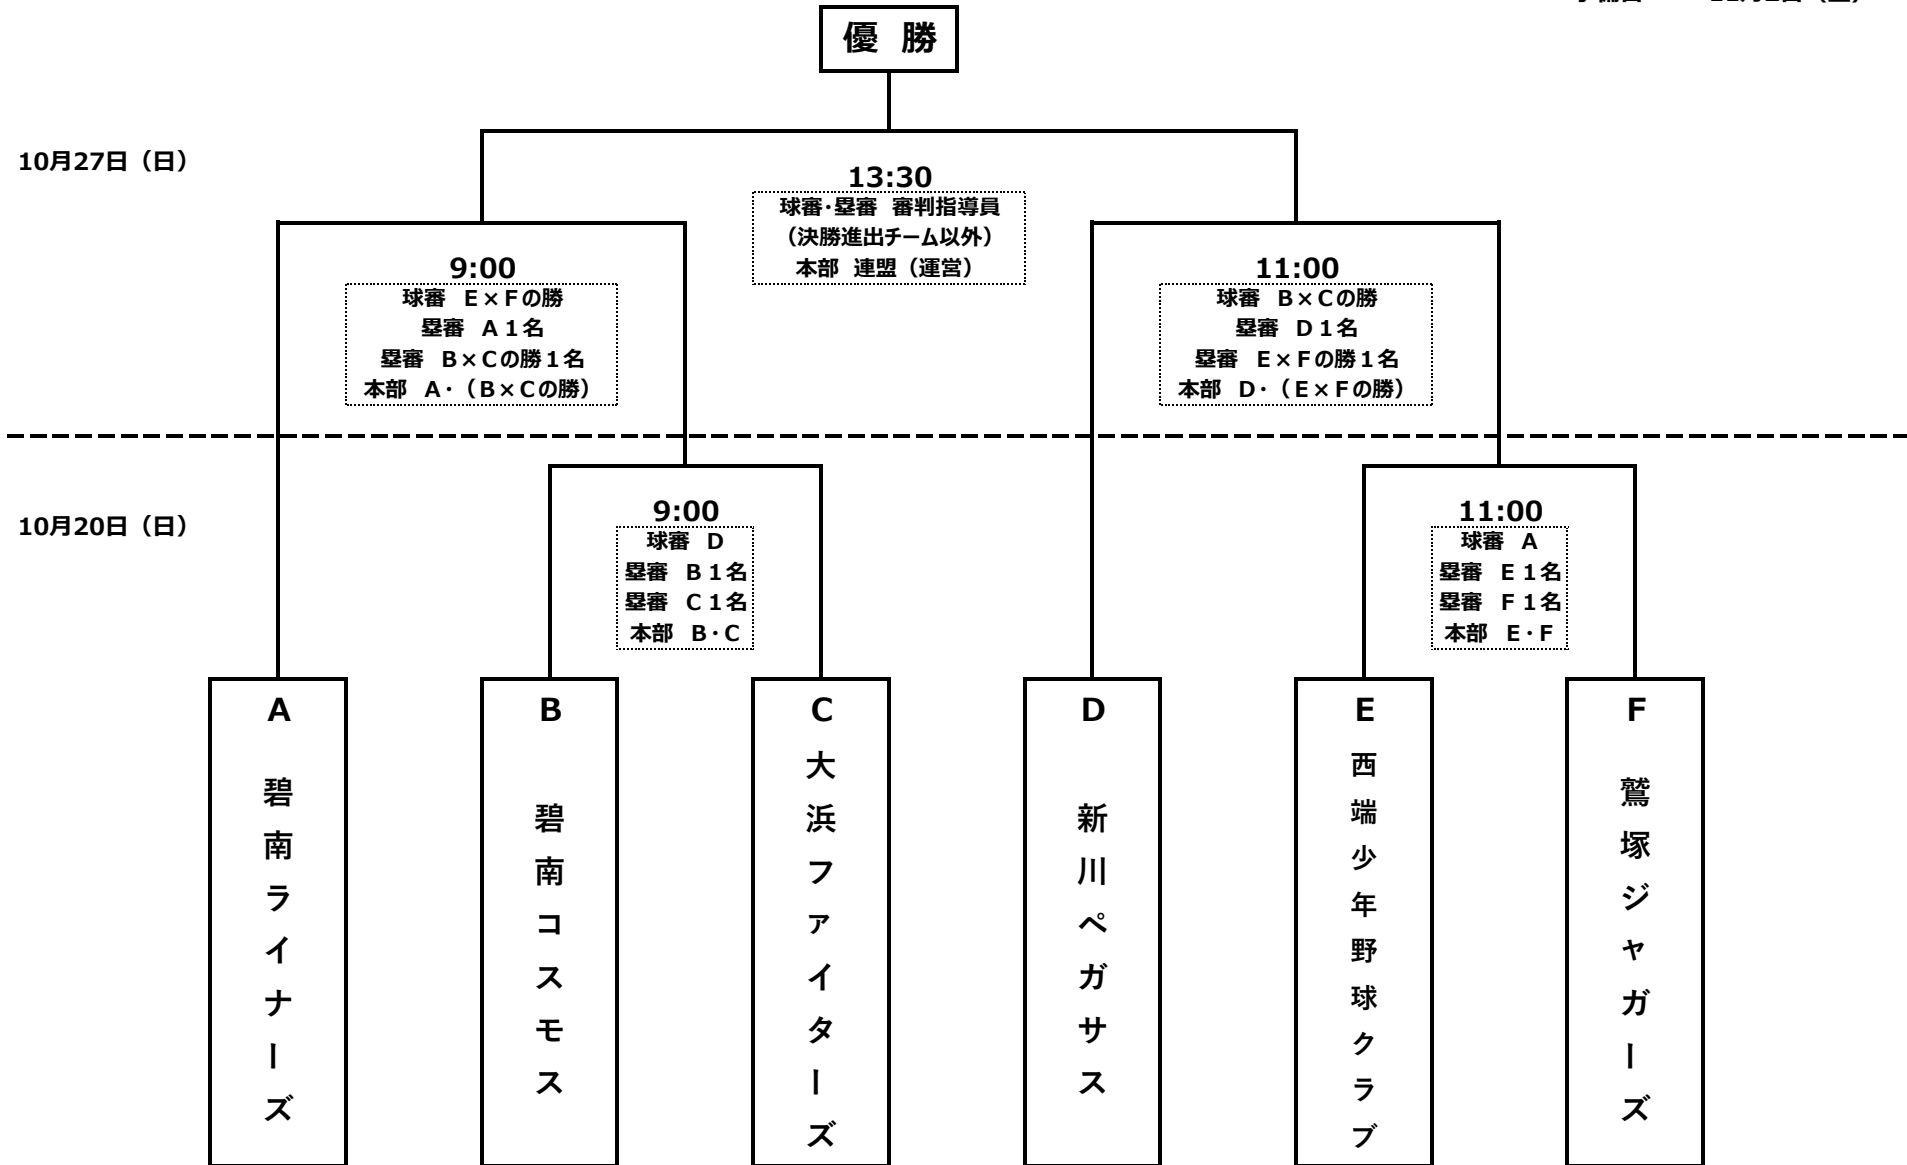 優 勝
10月27日（日）
13:30
球審・塁審 審判指導員
（決勝進出チーム以外）
本部 連盟（運営）
9:00
球審 E×Fの勝
塁審 A１名
塁審 B×Cの勝１名
本部 A・（B×Cの勝）
11:00
球審 B×Cの勝
塁審 D１名
塁審 E×Fの勝１名
本部 D・（E×Fの勝）
10月20日（日）
9:00
球審 D
塁審 B１名
塁審 C１名
本部 B・C
11:00
球審 A
塁審 E１名
塁審 F１名
本部 E・F
A
碧南ライナーズ
B
碧南コスモス
C
大浜ファイターズ
D
新川ペガサス
E
西端少年野球クラブ
F
鷲塚ジャガーズ